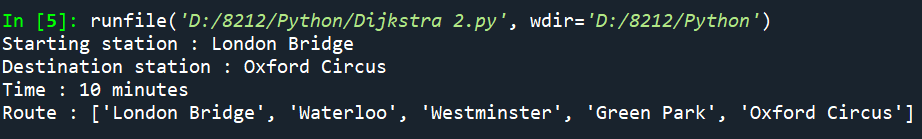 In [5]: runfile('D:/8212/Python/Dijkstra 2.py', wdir='D:/8212/Python')
Starting station : London Bridge
Destination station : Oxford Circus
Time : 10 minutes
Route : ['London Bridge', 'Waterloo', 'Westminster', 'Green Park', 'Oxford Circus']